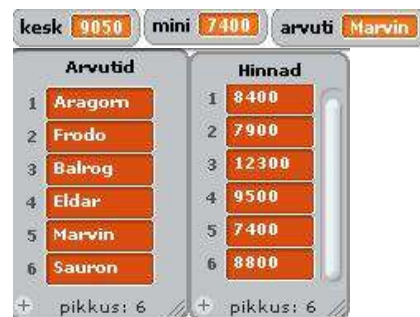 kesk 9050 mini 7400 arvuti Marvin
Arvutid
1 Aragorn
2 Frodo
3 Balrog
4 Eldar
5 Marvin
6 Sauron
+ pikkus: 6
Hinnad
1 8400
2 7900
3 12300
4 9500
5 7400
6 8800
+ pikkus: 6